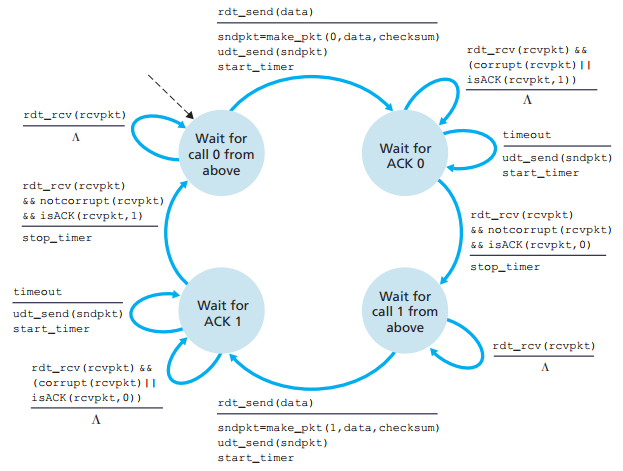 rdt_send(data)
sndpkt=make_pkt(0,data,checksum)
udt_send(sndpkt)
start_timer
rdt_rcv(rcvpkt) &&
(corrupt(rcvpkt)||
isACK(rcvpkt,1))
Λ
rdt_rcv(rcvpkt)
Λ
Wait for
call 0 from
above
Wait for
ACK 0
timeout
udt_send(sndpkt)
start_timer
rdt_rcv(rcvpkt)
&& notcorrupt(rcvpkt)
&& isACK(rcvpkt,1)
stop_timer
rdt_rcv(rcvpkt)
&& notcorrupt(rcvpkt)
&& isACK(rcvpkt,0)
stop_timer
timeout
udt_send(sndpkt)
start_timer
Wait for
ACK 1
Wait for
call 1 from
above
rdt_rcv(rcvpkt)
Λ
rdt_rcv(rcvpkt) &&
(corrupt(rcvpkt)||
isACK(rcvpkt,0))
Λ
rdt_send(data)
sndpkt=make_pkt(1,data,checksum)
udt_send(sndpkt)
start_timer